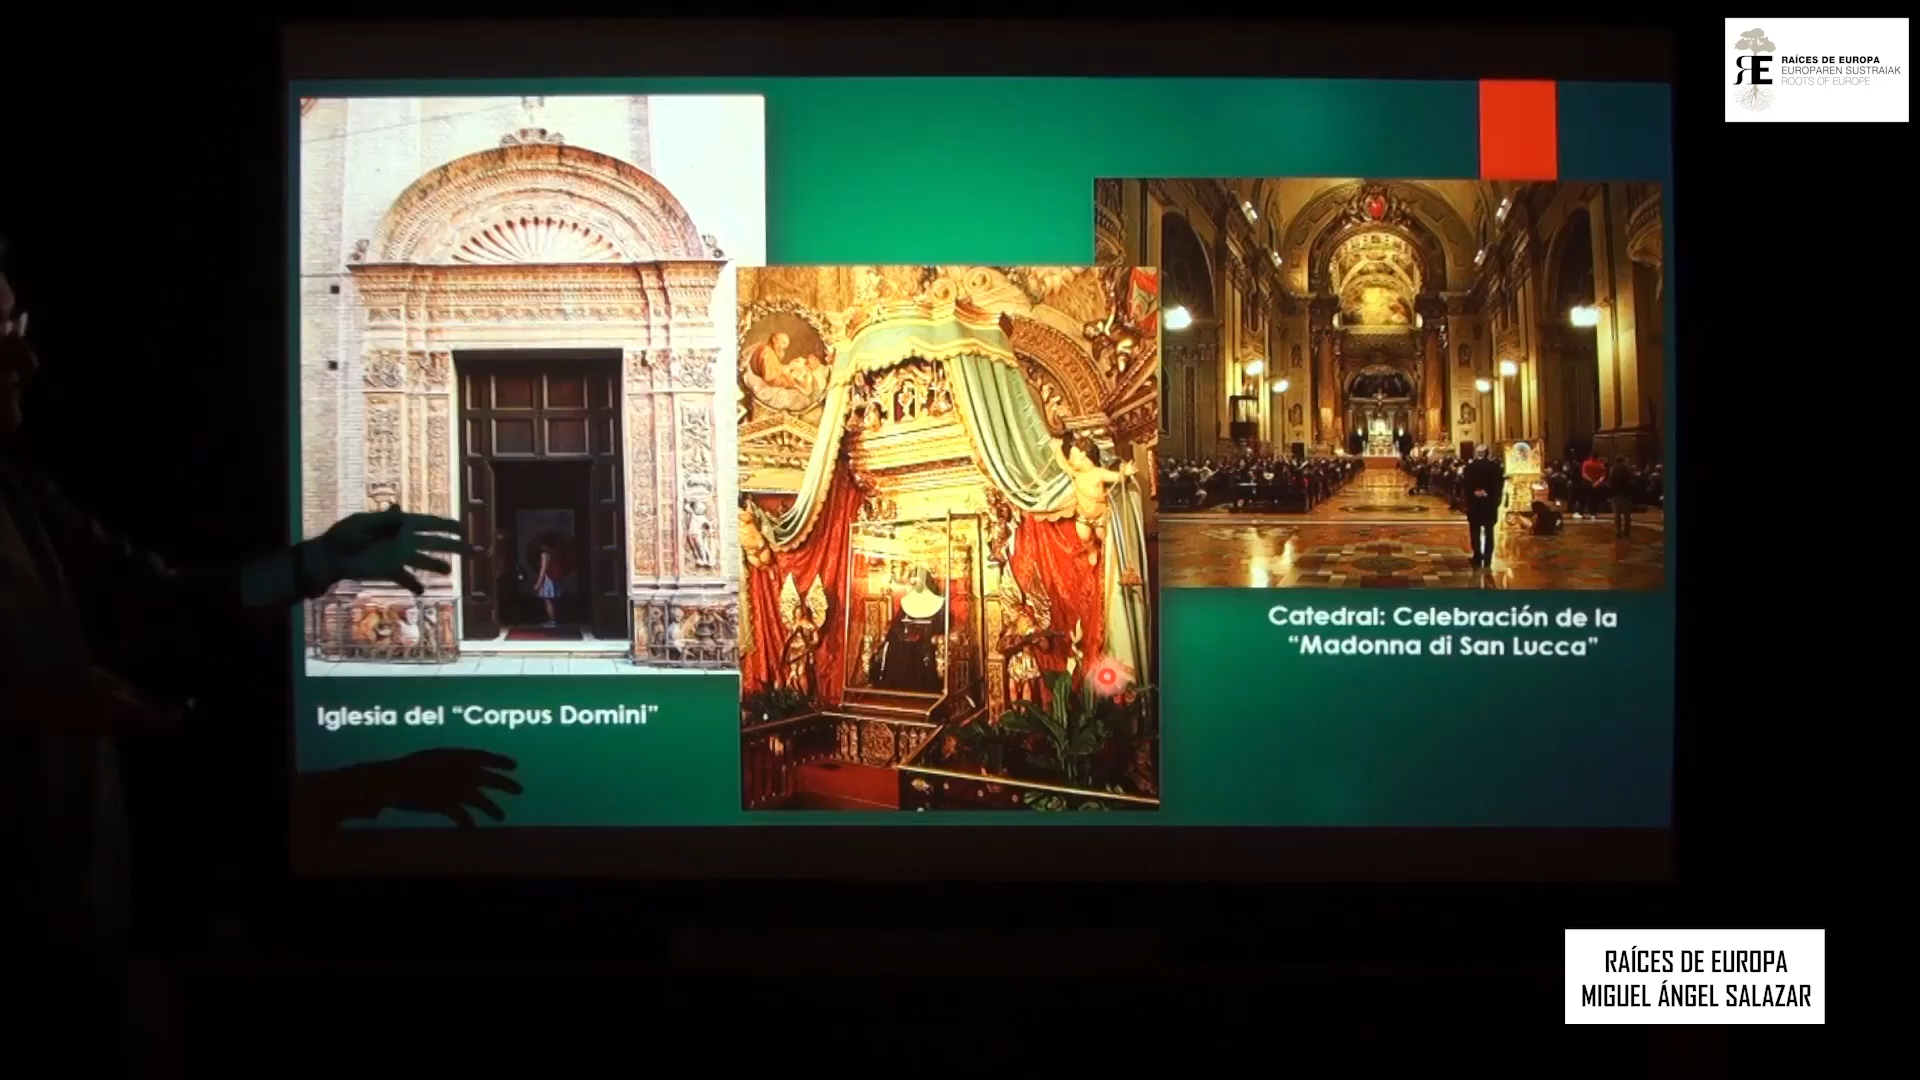 RAÍCES DE EUROPA
EUROPAREN SUSTRAIAK
ROOTS OF EUROPE
Catedral: Celebración de la
“Madonna di San Lucca”
Iglesia del “Corpus Domini”
RAÍCES DE EUROPA
MIGUEL ÁNGEL SALAZAR